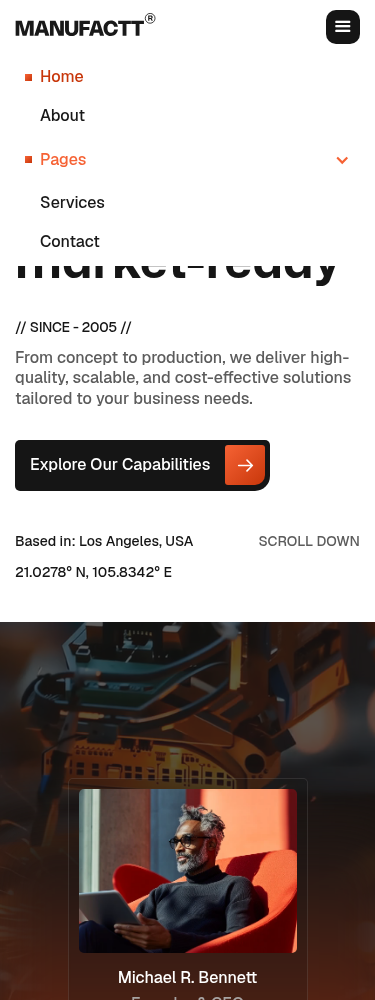 MANUFACTT®
Home
About
Pages
Services
Contact
market-ready
// SINCE - 2005 //
From concept to production, we deliver high-
quality, scalable, and cost-effective solutions
tailored to your business needs.
Explore Our Capabilities
Based in: Los Angeles, USA
SCROLL DOWN
21.0278° N, 105.8342° E
Michael R. Bennett
Founder & CEO